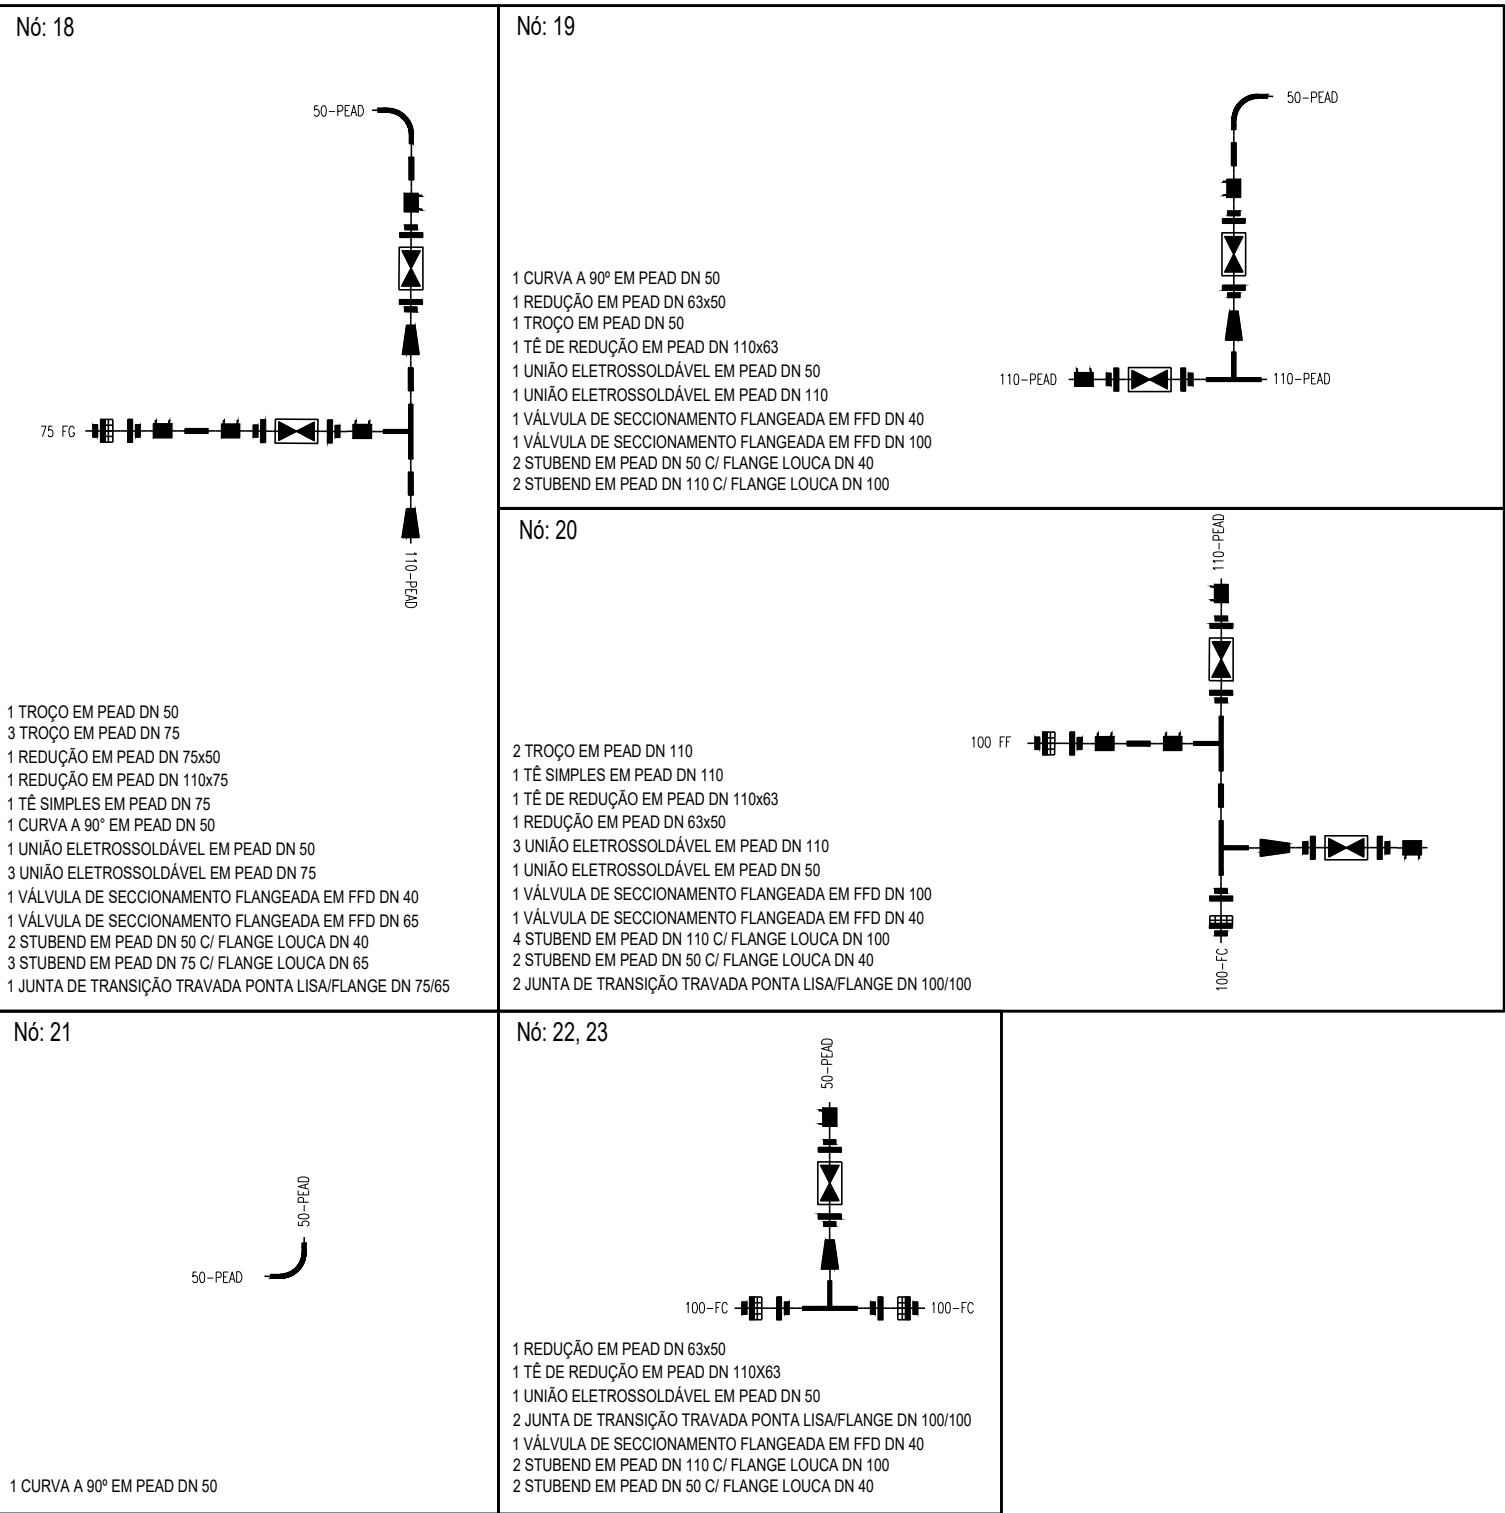 Nó: 18
50-PEAD
75 FG
110-PEAD
1 TROÇO EM PEAD DN 50
3 TROÇO EM PEAD DN 75
1 REDUÇÃO EM PEAD DN 75x50
1 REDUÇÃO EM PEAD DN 110x75
1 TÊ SIMPLES EM PEAD DN 75
1 CURVA A 90° EM PEAD DN 50
1 UNIÃO ELETROSSOLDÁVEL EM PEAD DN 50
3 UNIÃO ELETROSSOLDÁVEL EM PEAD DN 75
1 VÁLVULA DE SECCIONAMENTO FLANGEADA EM FFD DN 40
1 VÁLVULA DE SECCIONAMENTO FLANGEADA EM FFD DN 65
2 STUBEND EM PEAD DN 50 C/ FLANGE LOUCA DN 40
3 STUBEND EM PEAD DN 75 C/ FLANGE LOUCA DN 65
1 JUNTA DE TRANSIÇÃO TRAVADA PONTA LISA/FLANGE DN 75/65
Nó: 19
50-PEAD
1 CURVA A 90º EM PEAD DN 50
1 REDUÇÃO EM PEAD DN 63x50
1 TROÇO EM PEAD DN 50
1 TÊ DE REDUÇÃO EM PEAD DN 110x63
1 UNIÃO ELETROSSOLDÁVEL EM PEAD DN 50
1 UNIÃO ELETROSSOLDÁVEL EM PEAD DN 110
1 VÁLVULA DE SECCIONAMENTO FLANGEADA EM FFD DN 40
1 VÁLVULA DE SECCIONAMENTO FLANGEADA EM FFD DN 100
2 STUBEND EM PEAD DN 50 C/ FLANGE LOUCA DN 40
2 STUBEND EM PEAD DN 110 C/ FLANGE LOUCA DN 100
110-PEAD
110-PEAD
Nó: 20
110-PEAD
100 FF
100-FC
2 TROÇO EM PEAD DN 110
1 TÊ SIMPLES EM PEAD DN 110
1 TÊ DE REDUÇÃO EM PEAD DN 110x63
1 REDUÇÃO EM PEAD DN 63x50
3 UNIÃO ELETROSSOLDÁVEL EM PEAD DN 110
1 UNIÃO ELETROSSOLDÁVEL EM PEAD DN 50
1 VÁLVULA DE SECCIONAMENTO FLANGEADA EM FFD DN 100
1 VÁLVULA DE SECCIONAMENTO FLANGEADA EM FFD DN 40
4 STUBEND EM PEAD DN 110 C/ FLANGE LOUCA DN 100
2 STUBEND EM PEAD DN 50 C/ FLANGE LOUCA DN 40
2 JUNTA DE TRANSIÇÃO TRAVADA PONTA LISA/FLANGE DN 100/100
Nó: 21
50-PEAD
50-PEAD
1 CURVA A 90º EM PEAD DN 50
Nó: 22, 23
50-PEAD
100-FC
100-FC
1 REDUÇÃO EM PEAD DN 63x50
1 TÊ DE REDUÇÃO EM PEAD DN 110X63
1 UNIÃO ELETROSSOLDÁVEL EM PEAD DN 50
2 JUNTA DE TRANSIÇÃO TRAVADA PONTA LISA/FLANGE DN 100/100
1 VÁLVULA DE SECCIONAMENTO FLANGEADA EM FFD DN 40
2 STUBEND EM PEAD DN 110 C/ FLANGE LOUCA DN 100
2 STUBEND EM PEAD DN 50 C/ FLANGE LOUCA DN 40